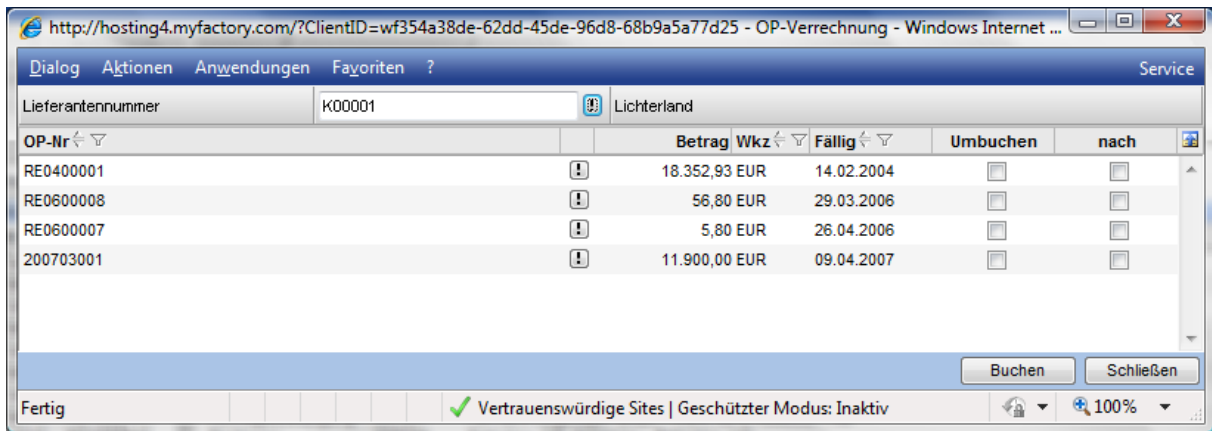 http://hosting4.myfactory.com/?ClientID=wf354a38de-62dd-45de-96d8-68b9a5a77d25 - OP-Verrechnung - Windows Internet ...
Dialog Aktionen Anwendungen Favoriten ? Service
Lieferantennummer K00001 Lichterland
OP-Nr Betrag Wkz Fällig Umbuchen nach
RE0400001 18.352,93 EUR 14.02.2004
RE0600008 56,80 EUR 29.03.2006
RE0600007 5,80 EUR 26.04.2006
200703001 11.900,00 EUR 09.04.2007
Buchen Schließen
Fertig Vertrauenswürdige Sites | Geschützter Modus: Inaktiv 100%